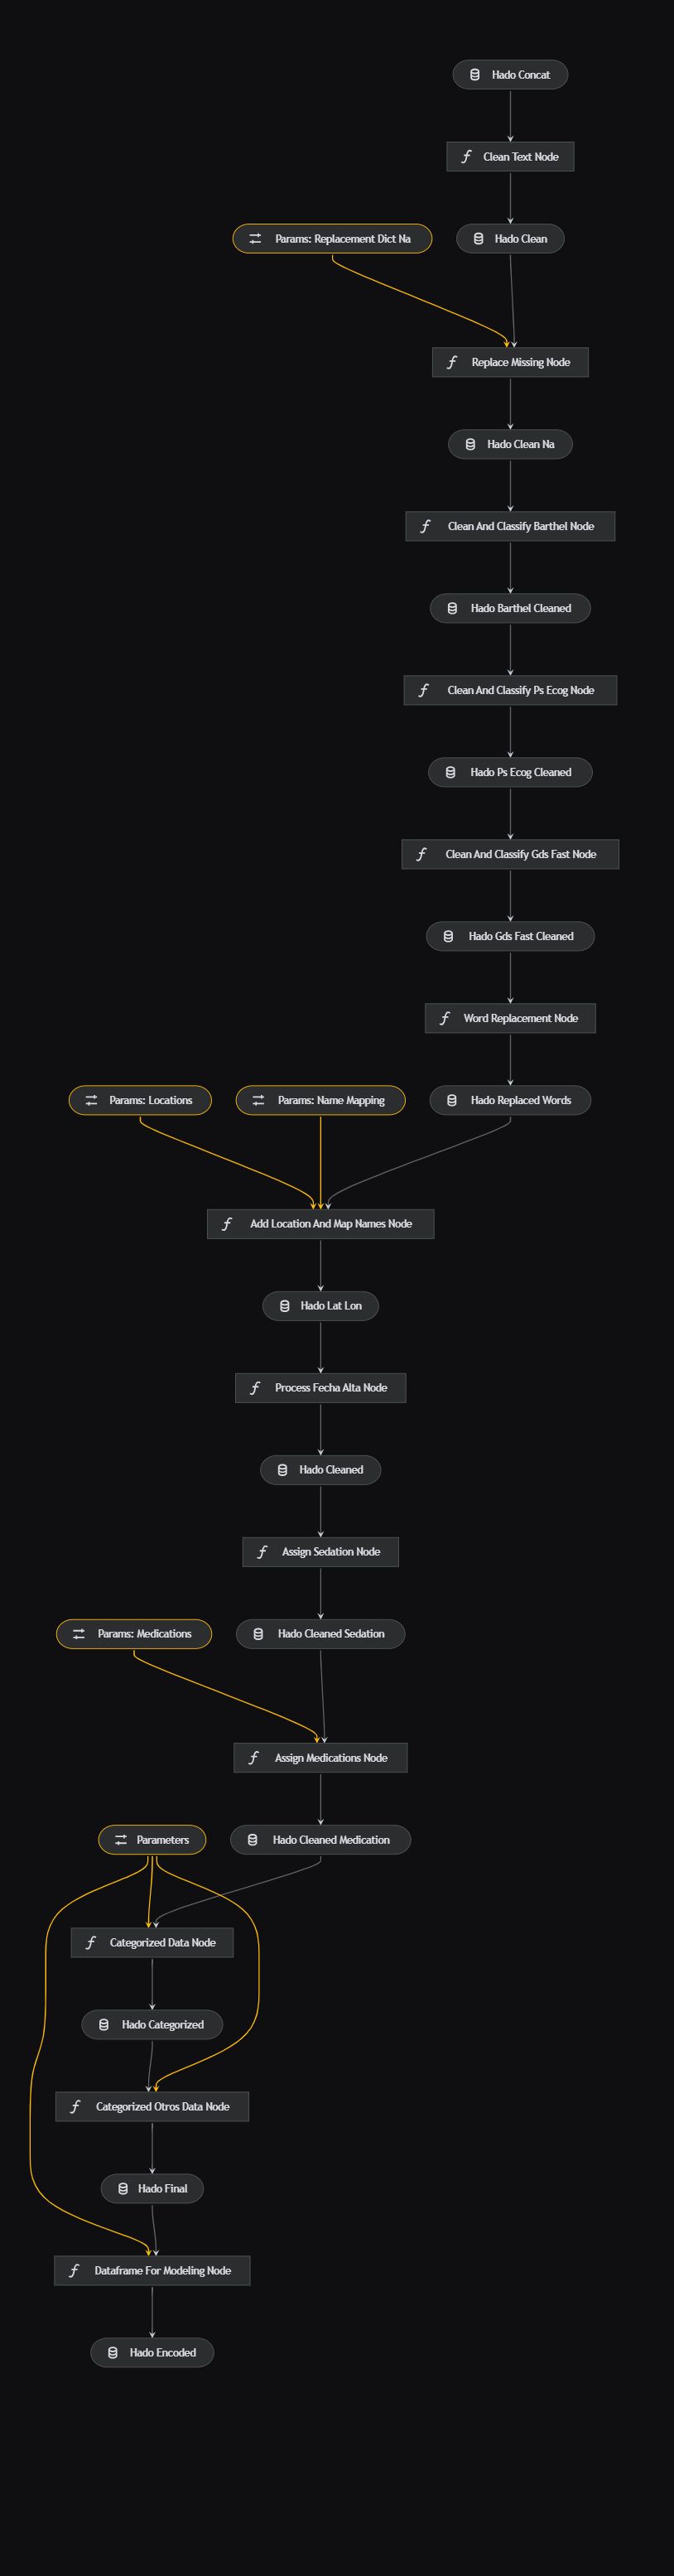 Hado Concat
Clean Text Node
Params: Replacement Dict Na
Hado Clean
Replace Missing Node
Hado Clean Na
Clean And Classify Barthel Node
Hado Barthel Cleaned
Clean And Classify Ps Ecog Node
Hado Ps Ecog Cleaned
Clean And Classify Gds Fast Node
Hado Gds Fast Cleaned
Word Replacement Node
Params: Locations
Params: Name Mapping
Hado Replaced Words
Add Location And Map Names Node
Hado Lat Lon
Process Fecha Alta Node
Hado Cleaned
Assign Sedation Node
Params: Medications
Hado Cleaned Sedation
Assign Medications Node
Parameters
Hado Cleaned Medication
Categorized Data Node
Hado Categorized
Categorized Otros Data Node
Hado Final
Dataframe For Modeling Node
Hado Encoded